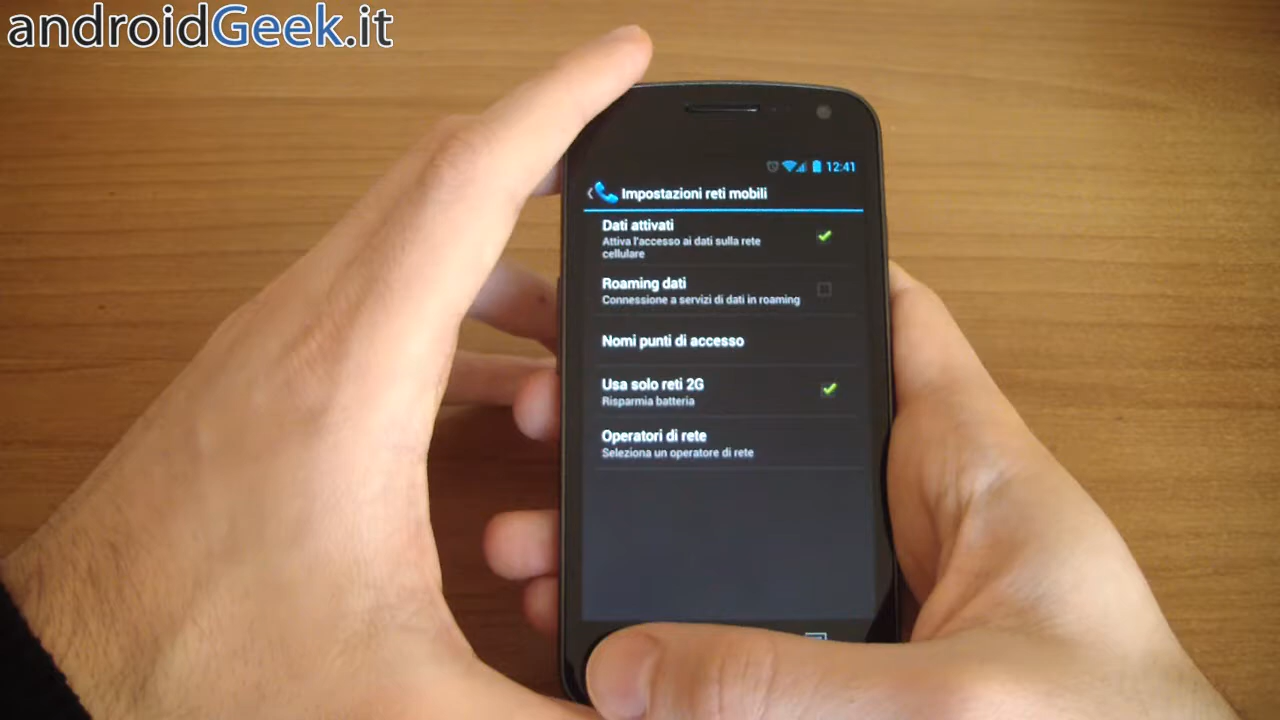 androidGeek.it
12:41
Impostazioni reti mobili
Dati attivati
Attiva l'accesso ai dati sulla rete
cellulare
Roaming dati
Connessione a servizi di dati in roaming
Nomi punti di accesso
Usa solo reti 2G
Risparmia batteria
Operatori di rete
Seleziona un operatore di rete